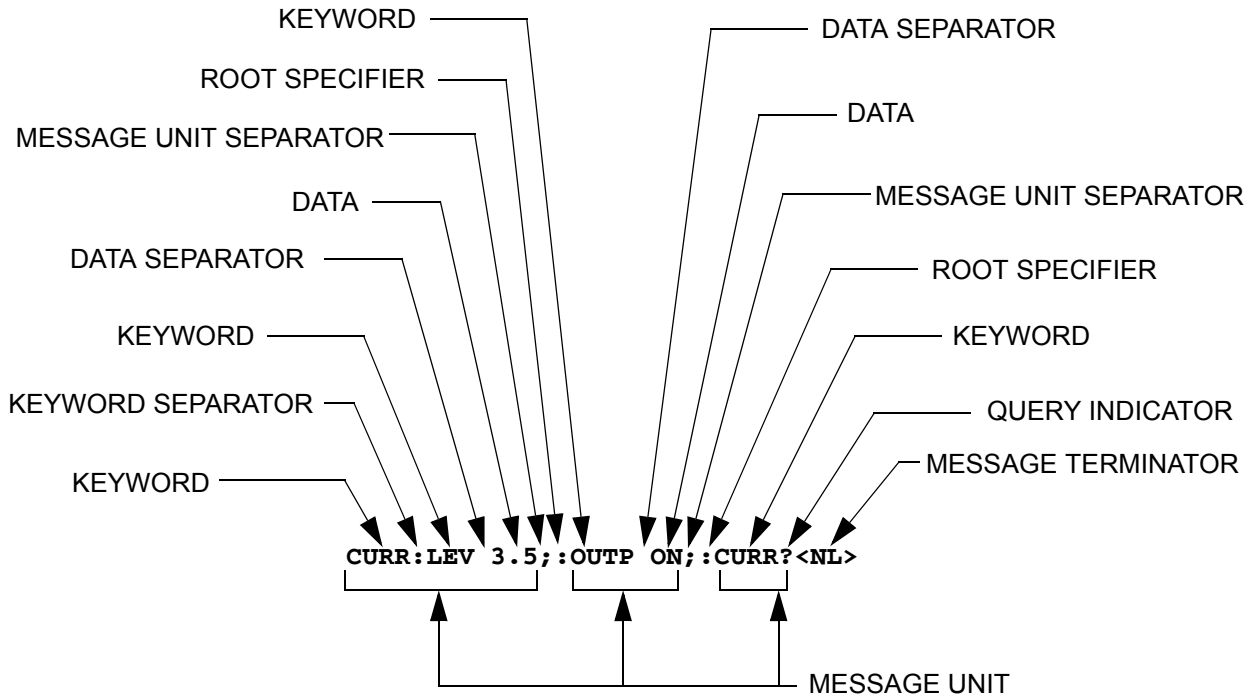 KEYWORD
DATA SEPARATOR
ROOT SPECIFIER
DATA
MESSAGE UNIT SEPARATOR
MESSAGE UNIT SEPARATOR
DATA
DATA SEPARATOR
ROOT SPECIFIER
KEYWORD
KEYWORD
KEYWORD SEPARATOR
QUERY INDICATOR
KEYWORD
MESSAGE TERMINATOR
CURR:LEV 3.5;:OUTP ON;:CURR?<NL>
MESSAGE UNIT